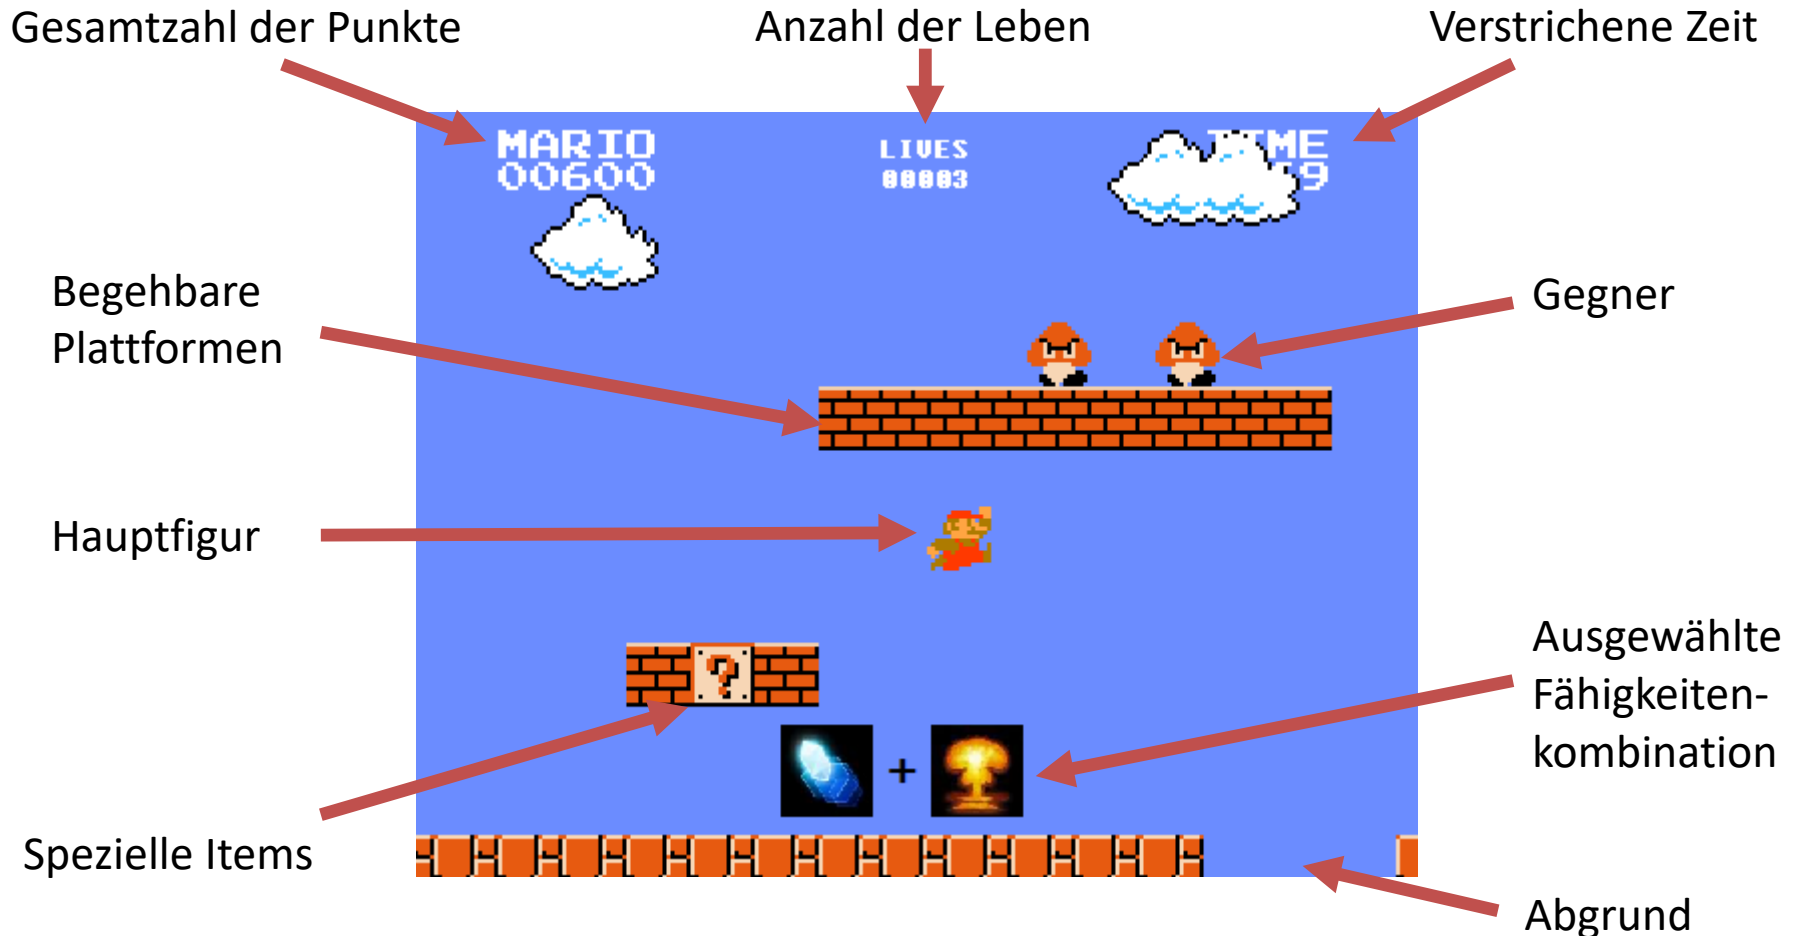 Gesamtzahl der Punkte
Anzahl der Leben
Verstrichene Zeit
MARIO
00600
LIVES
00003
Begehbare
Plattformen
Gegner
Hauptfigur
?
+
Ausgewählte
Fähigkeiten-
kombination
Spezielle Items
Abgrund